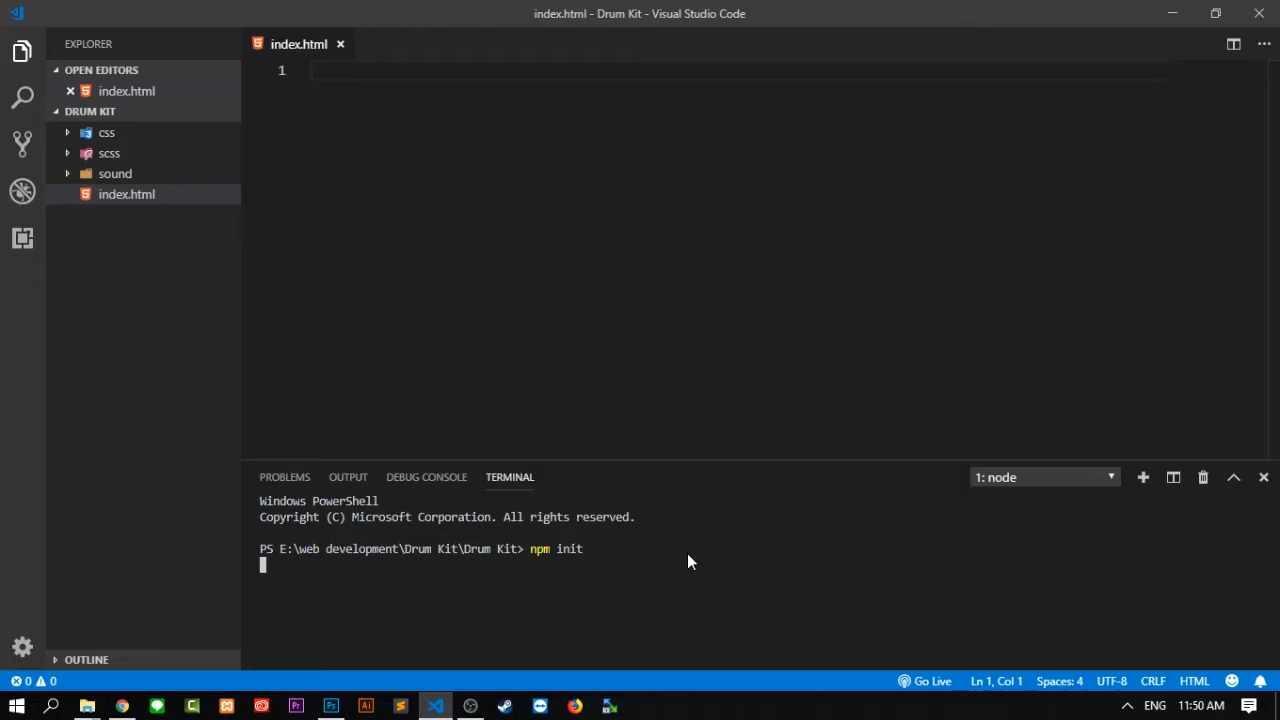 index.html - Drum Kit - Visual Studio Code
EXPLORER
index.html
OPEN EDITORS
index.html
DRUM KIT
css
scss
sound
index.html
1
PROBLEMS OUTPUT DEBUG CONSOLE TERMINAL
1: node
Windows PowerShell
Copyright (C) Microsoft Corporation. All rights reserved.
PS E:\web development\Drum Kit\Drum Kit> npm init
OUTLINE
0 0
Go Live Ln 1, Col 1 Spaces: 4 UTF-8 CRLF HTML
ENG 11:50 AM